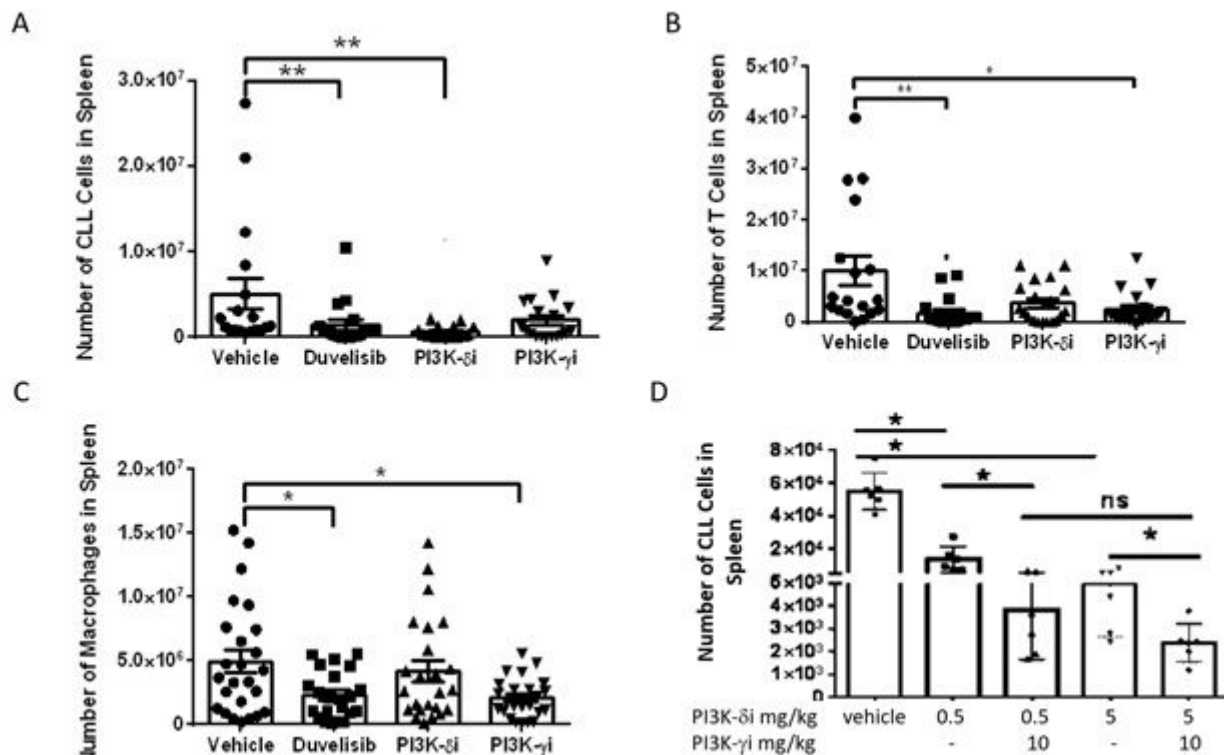 A
Number of CLL Cells in Spleen
3.0×10⁷
2.0×10⁷
1.0×10⁷
0
**
**
Vehicle Duvelisib PI3K-δi PI3K-γi
B
Number of T Cells in Spleen
5×10⁷
4×10⁷
3×10⁷
2×10⁷
1×10⁷
0
*
**
Vehicle Duvelisib PI3K-δi PI3K-γi
C
Number of Macrophages in Spleen
2.0×10⁷
1.5×10⁷
1.0×10⁷
5.0×10⁶
0
*
*
Vehicle Duvelisib PI3K-δi PI3K-γi
D
Number of CLL Cells in
Spleen
8×10⁴
6×10⁴
4×10⁴
2×10⁴
4×10³
3×10³
2×10³
1×10³
0
*
*
*
ns
*
PI3K-δi mg/kg vehicle 0.5 0.5 5 5
PI3K-γi mg/kg - 10 - 10